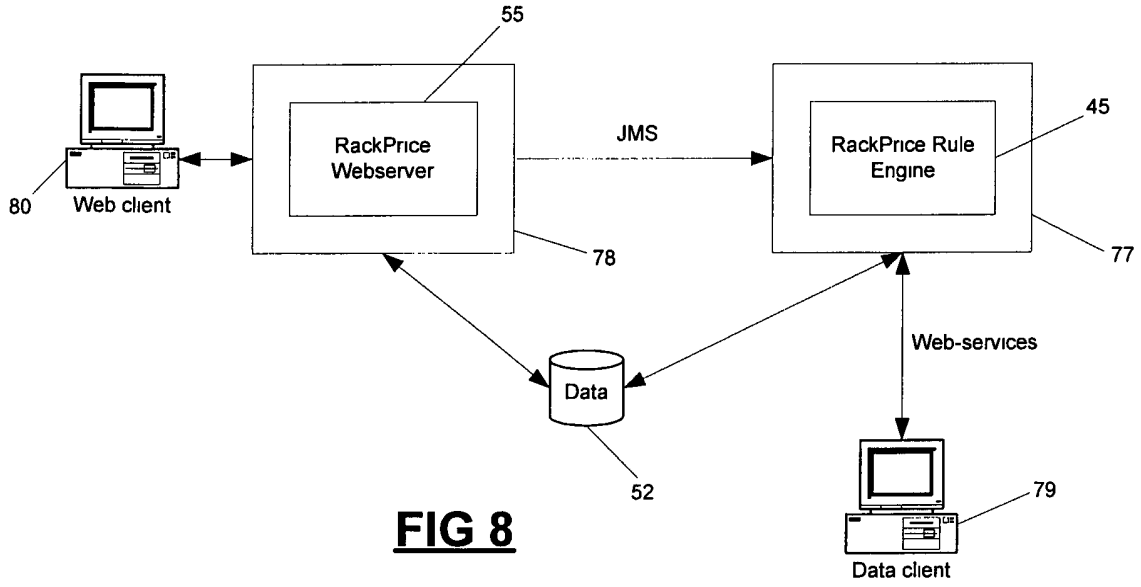 55
RackPrice
Webserver
80
Web client
78
JMS
RackPrice Rule
Engine
45
77
Data
52
Web-services
79
Data client
FIG 8